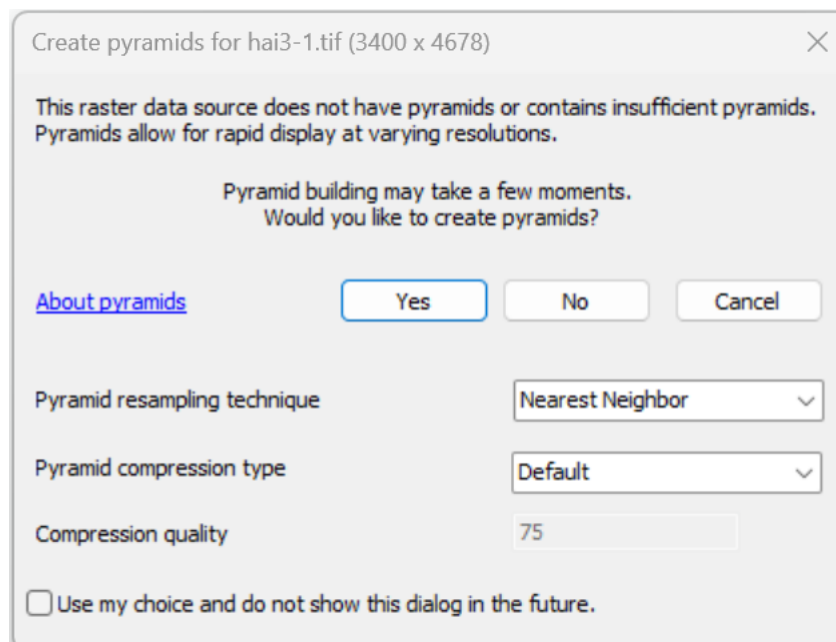 Create pyramids for hai3-1.tif (3400 x 4678)
This raster data source does not have pyramids or contains insufficient pyramids.
Pyramids allow for rapid display at varying resolutions.
Pyramid building may take a few moments.
Would you like to create pyramids?
About pyramids Yes No Cancel
Pyramid resampling technique Nearest Neighbor
Pyramid compression type Default
Compression quality 75
Use my choice and do not show this dialog in the future.